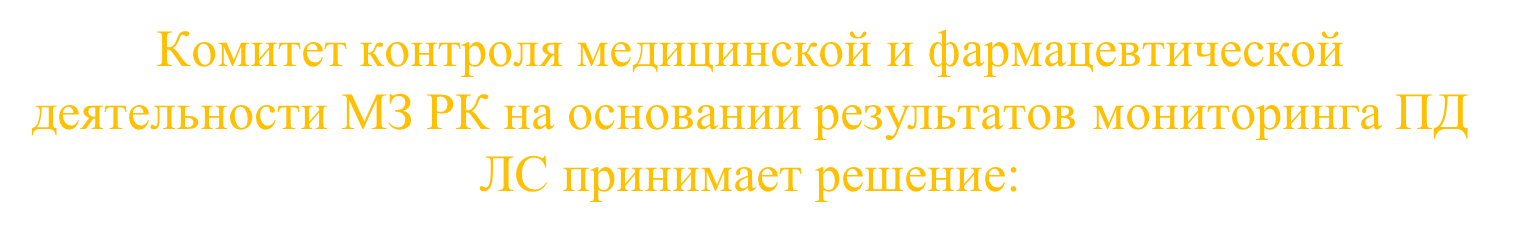 Комитет контроля медицинской и фармацевтической
деятельности МЗ РК на основании результатов мониторинга ПД
ЛС принимает решение: